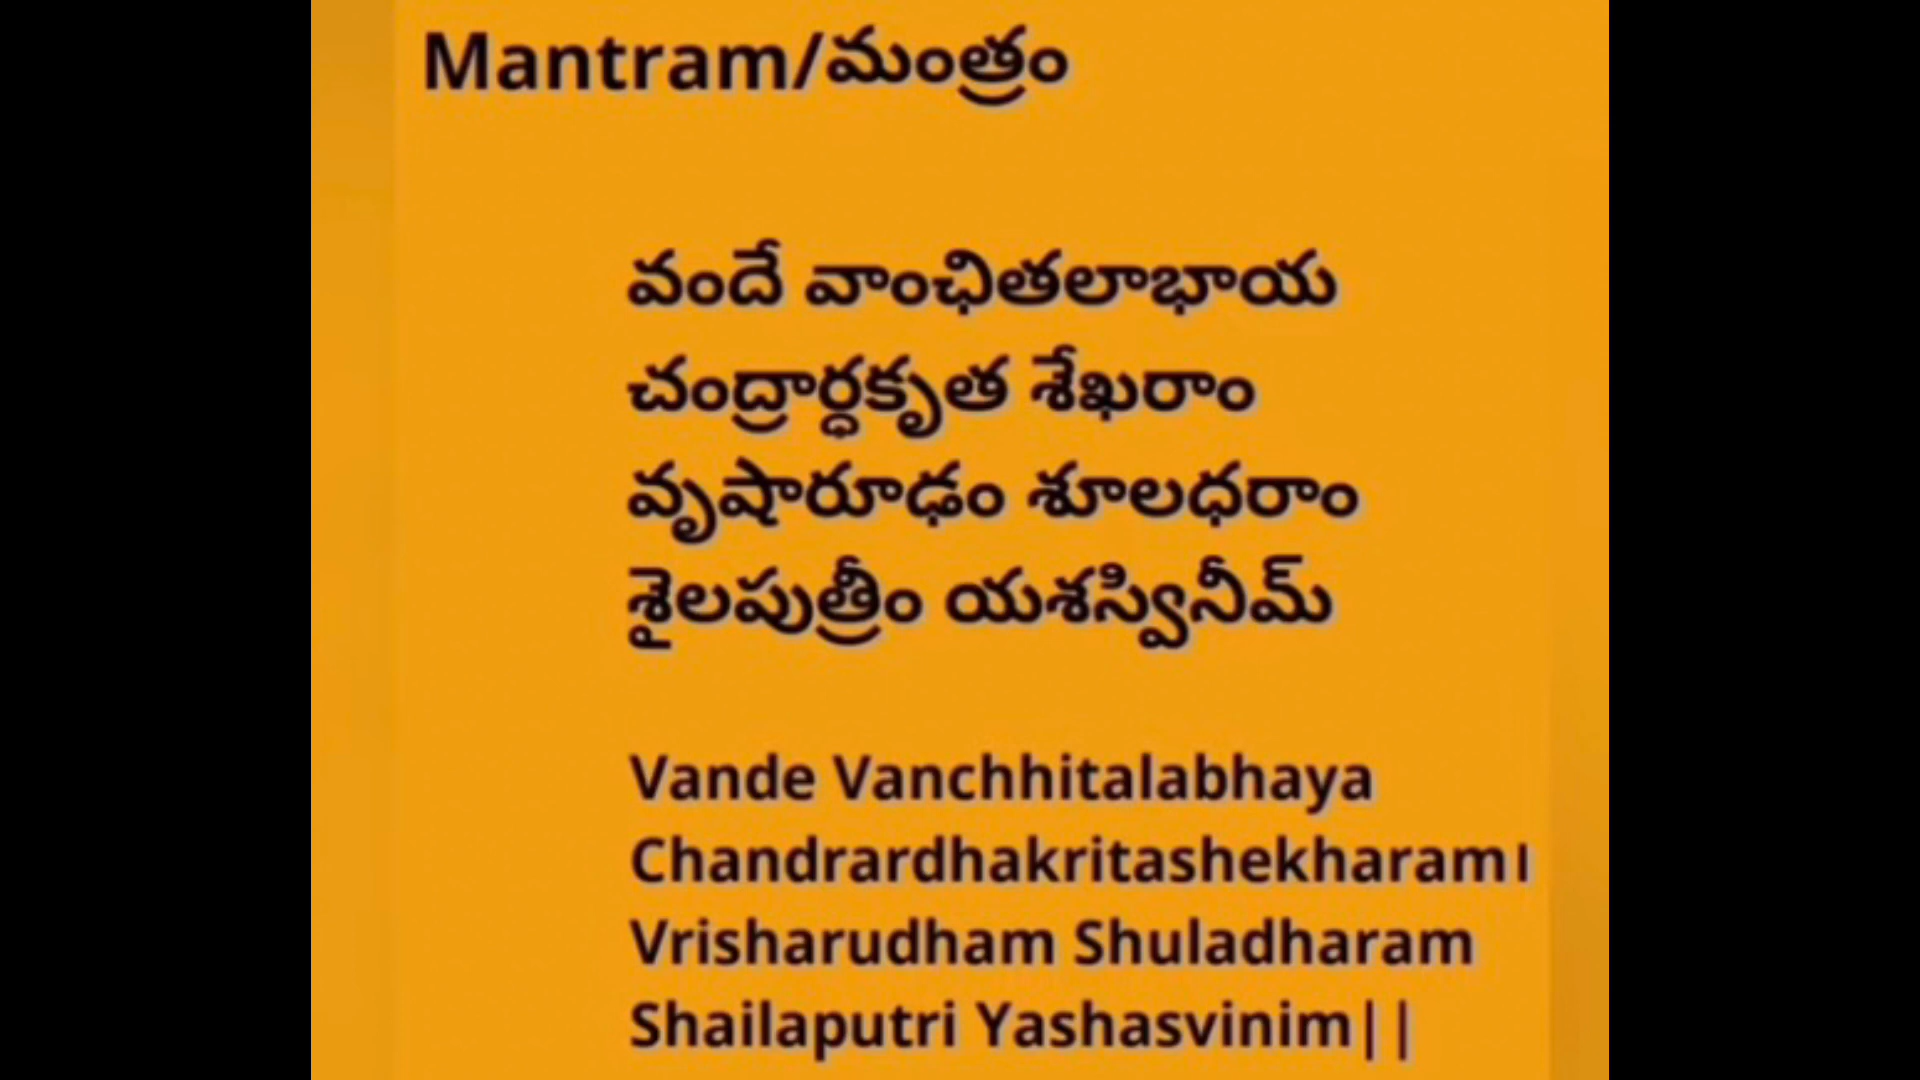 Mantram/మంత్రం
వందే వాంఛితలాభాయ
చంద్రార్ధకృత శేఖరాం
వృషారూఢం శూలధరాం
శైలపుత్రీం యశస్వినీమ్
Vande Vanchhitalabhaya
Chandrardhakritashekharam।
Vrisharudham Shuladharam
Shailaputri Yashasvinim||